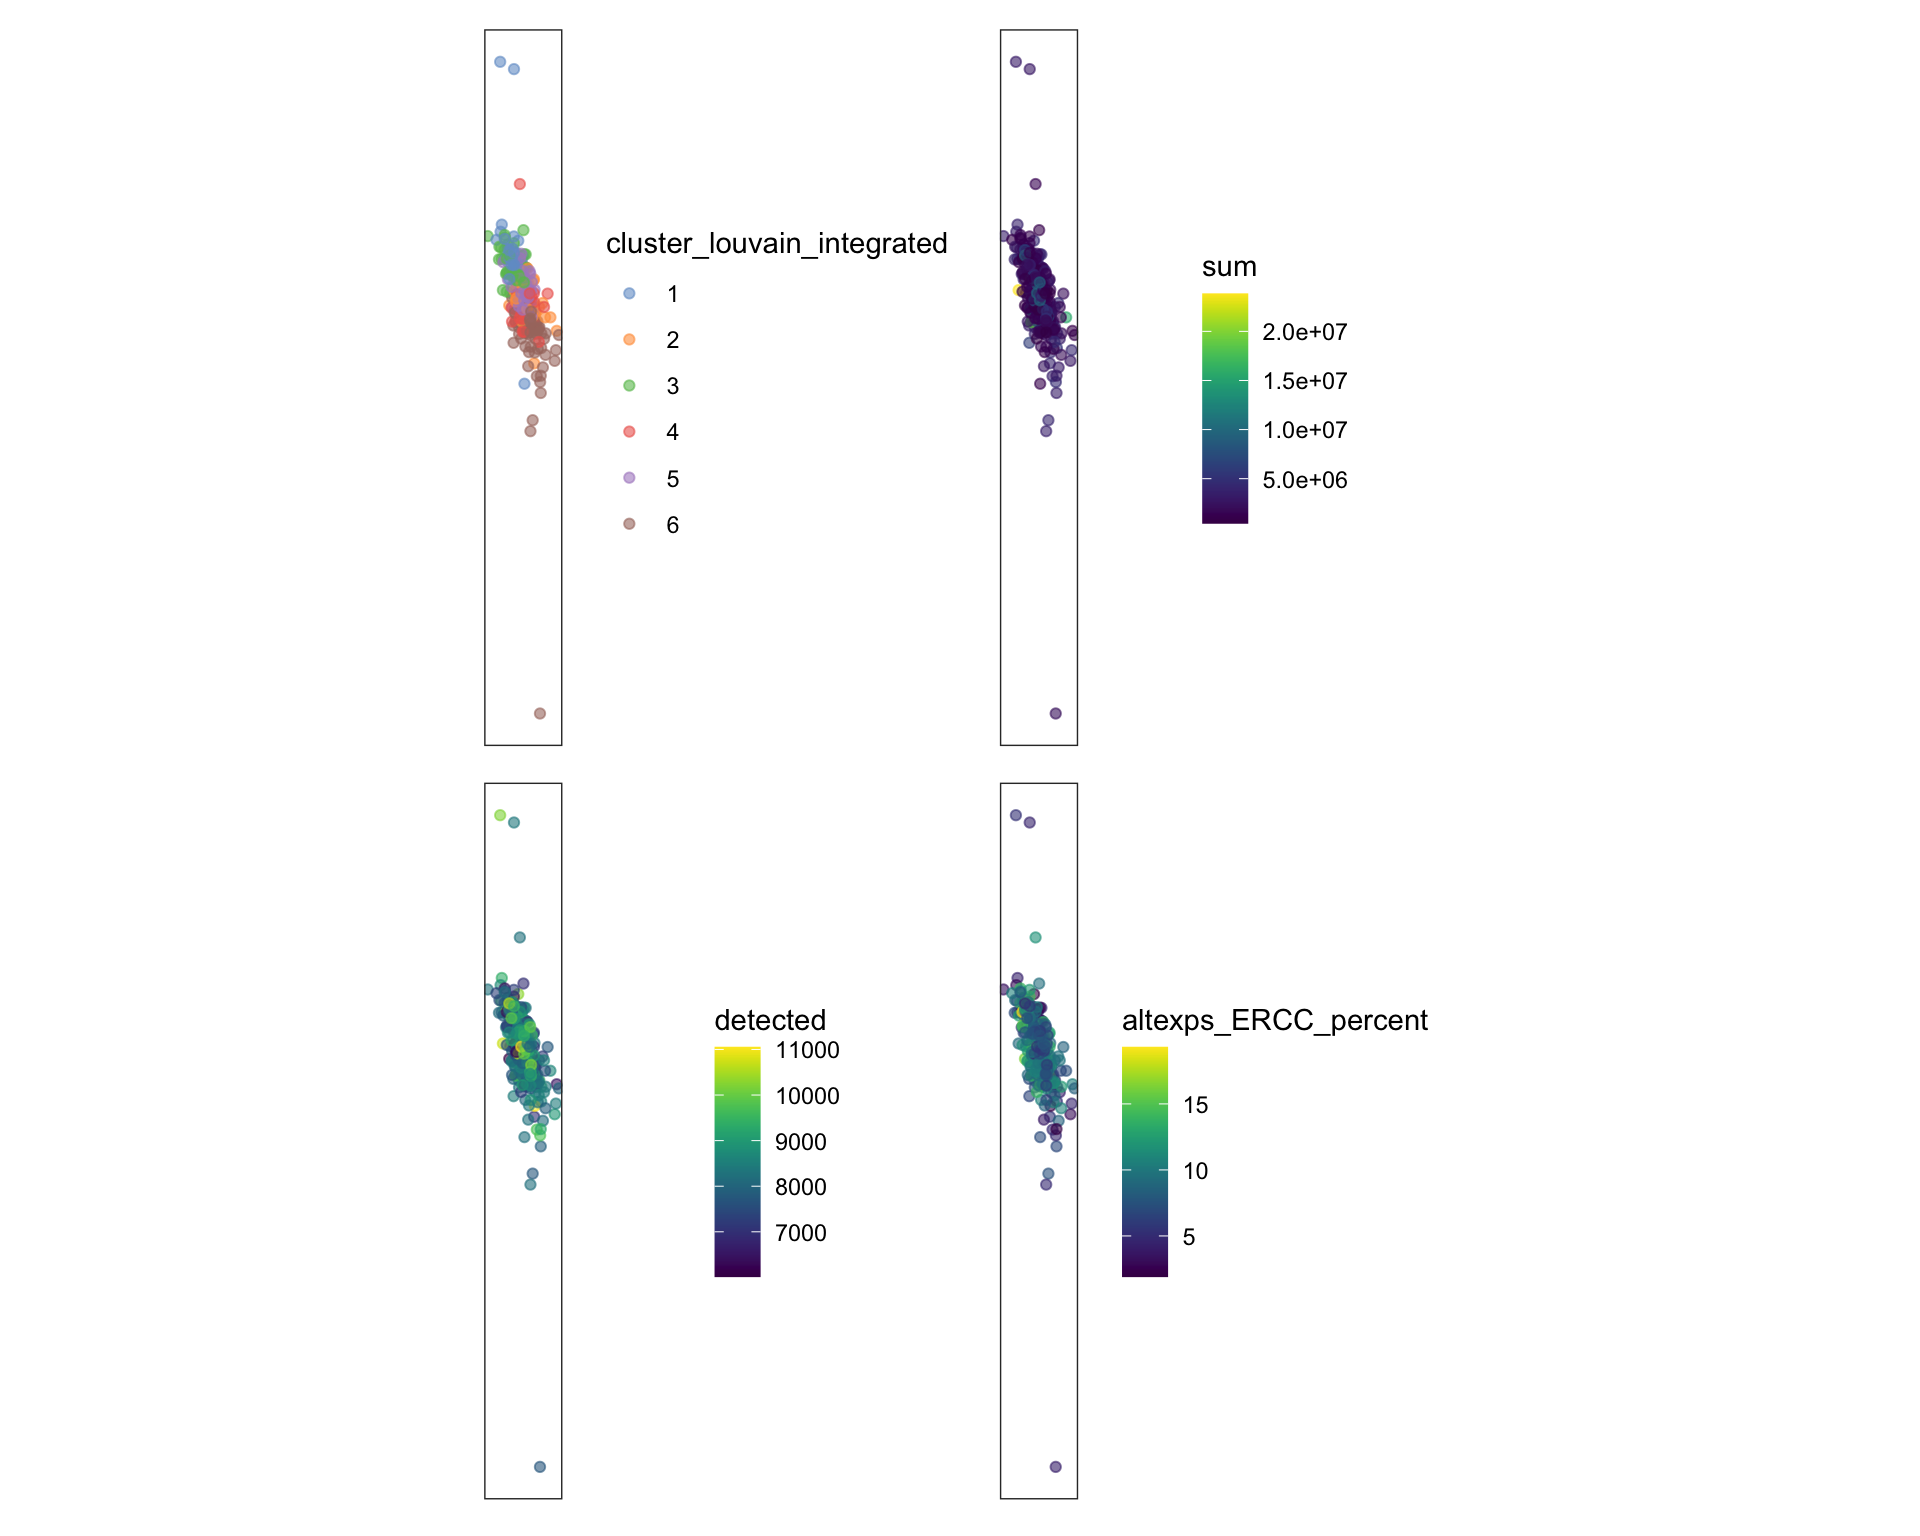 cluster_louvain_integrated
1
2
3
4
5
6
sum
2.0e+07
1.5e+07
1.0e+07
5.0e+06
detected
11000
10000
9000
8000
7000
altexps_ERCC_percent
15
10
5